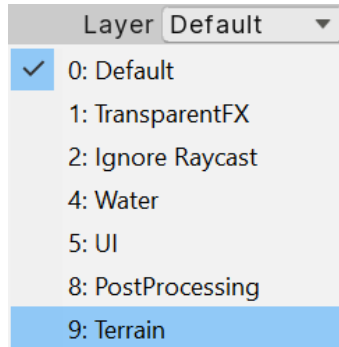 Layer Default
0: Default
1: TransparentFX
2: Ignore Raycast
4: Water
5: UI
8: PostProcessing
9: Terrain